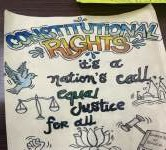 CONSTITUTIONAL
RIGHTS
it's a
nation's call
equal
Justice
for all